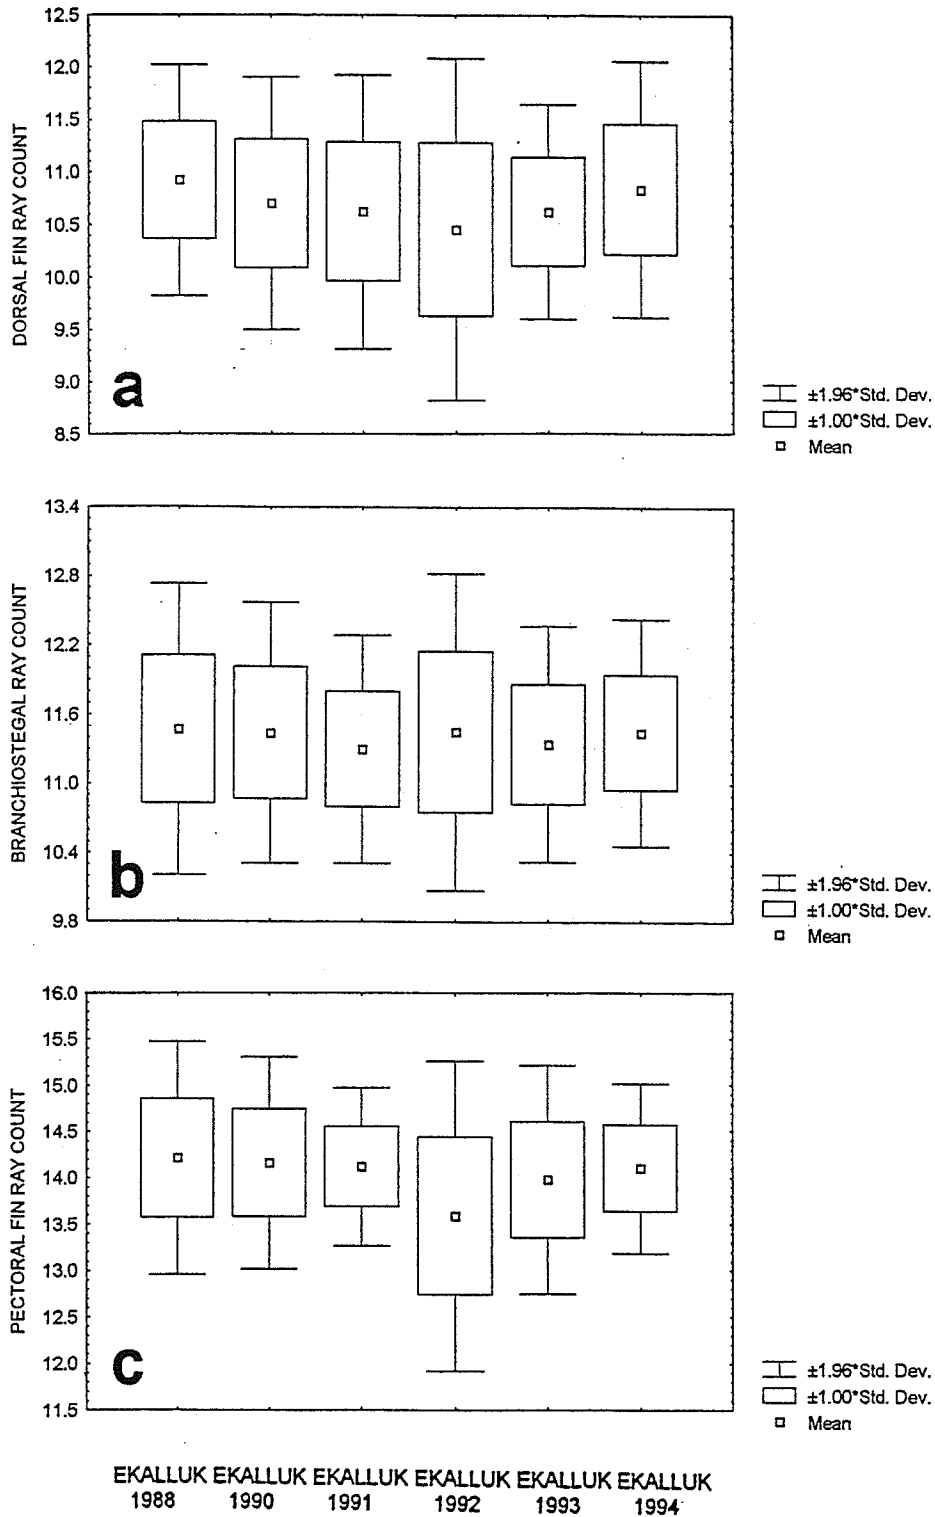 12.5
12.0
11.5
11.0
10.5
10.0
9.5
9.0
8.5
DORSAL FIN RAY COUNT
a
±1.96*Std. Dev.
±1.00*Std. Dev.
Mean
13.4
12.8
12.2
11.6
11.0
10.4
9.8
BRANCHIOSTEGAL RAY COUNT
b
±1.96*Std. Dev.
±1.00*Std. Dev.
Mean
16.0
15.5
15.0
14.5
14.0
13.5
13.0
12.5
12.0
11.5
PECTORAL FIN RAY COUNT
c
±1.96*Std. Dev.
±1.00*Std. Dev.
Mean
EKALLUK EKALLUK EKALLUK EKALLUK EKALLUK EKALLUK
1988 1990 1991 1992 1993 1994